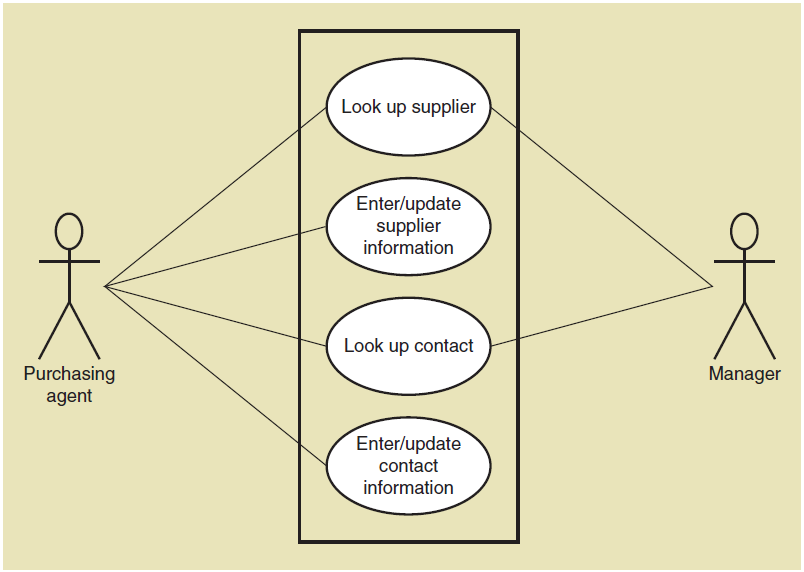 Look up supplier
Enter/update
supplier
information
Look up contact
Enter/update
contact
information
Purchasing
agent
Manager